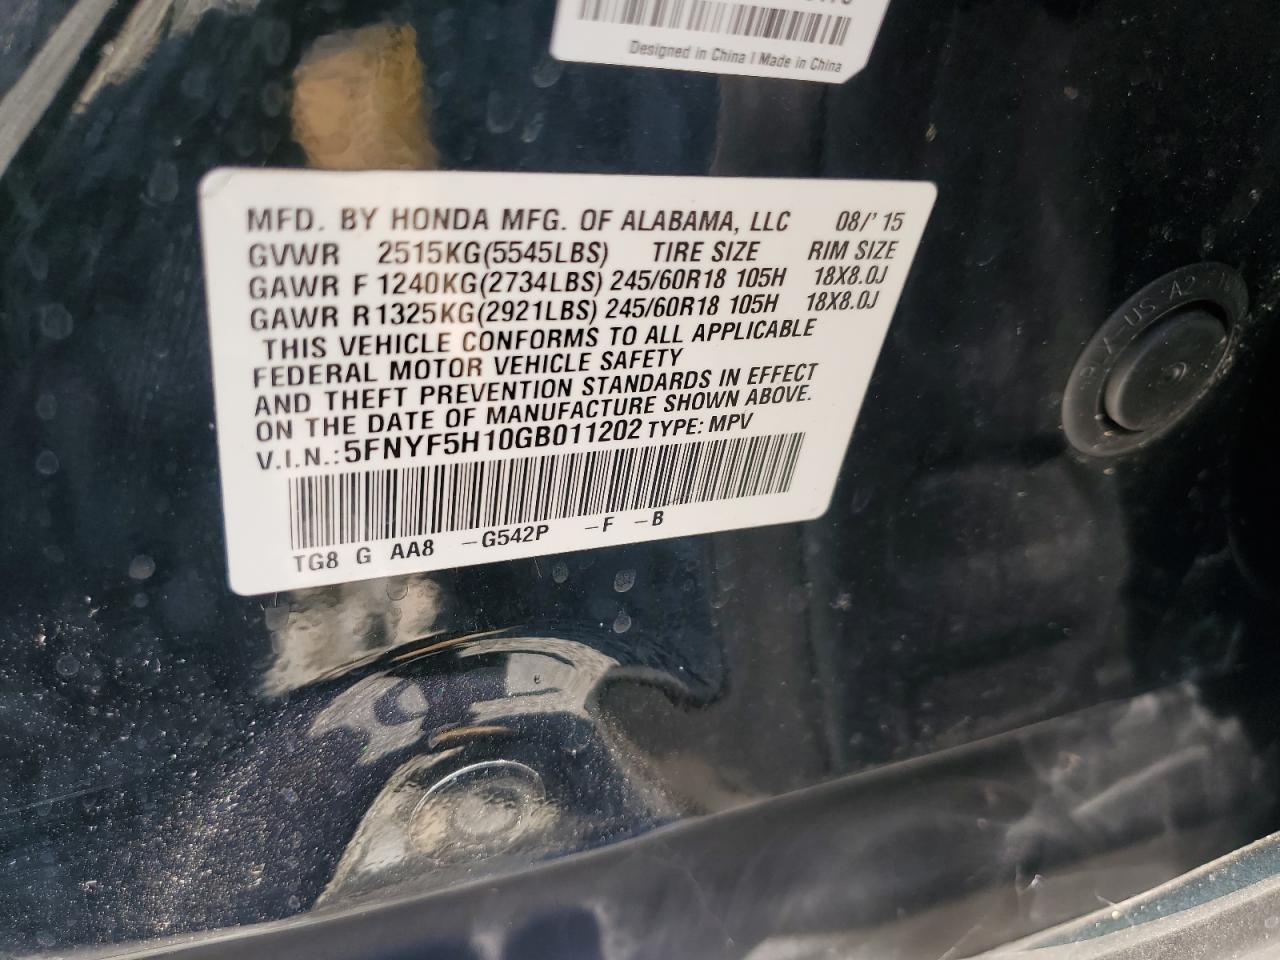 Designed in China | Made in China
MFD. BY HONDA MFG. OF ALABAMA, LLC 08/'15
GVWR 2515KG(5545LBS) TIRE SIZE RIM SIZE
GAWR F 1240KG(2734LBS) 245/60R18 105H 18X8.0J
GAWR R 1325KG(2921LBS) 245/60R18 105H 18X8.0J
THIS VEHICLE CONFORMS TO ALL APPLICABLE
FEDERAL MOTOR VEHICLE SAFETY
AND THEFT PREVENTION STANDARDS IN EFFECT
ON THE DATE OF MANUFACTURE SHOWN ABOVE.
V.I.N.: 5FNYF5H10GB011202 TYPE: MPV
TG8 G AA8 -G542P -F -B